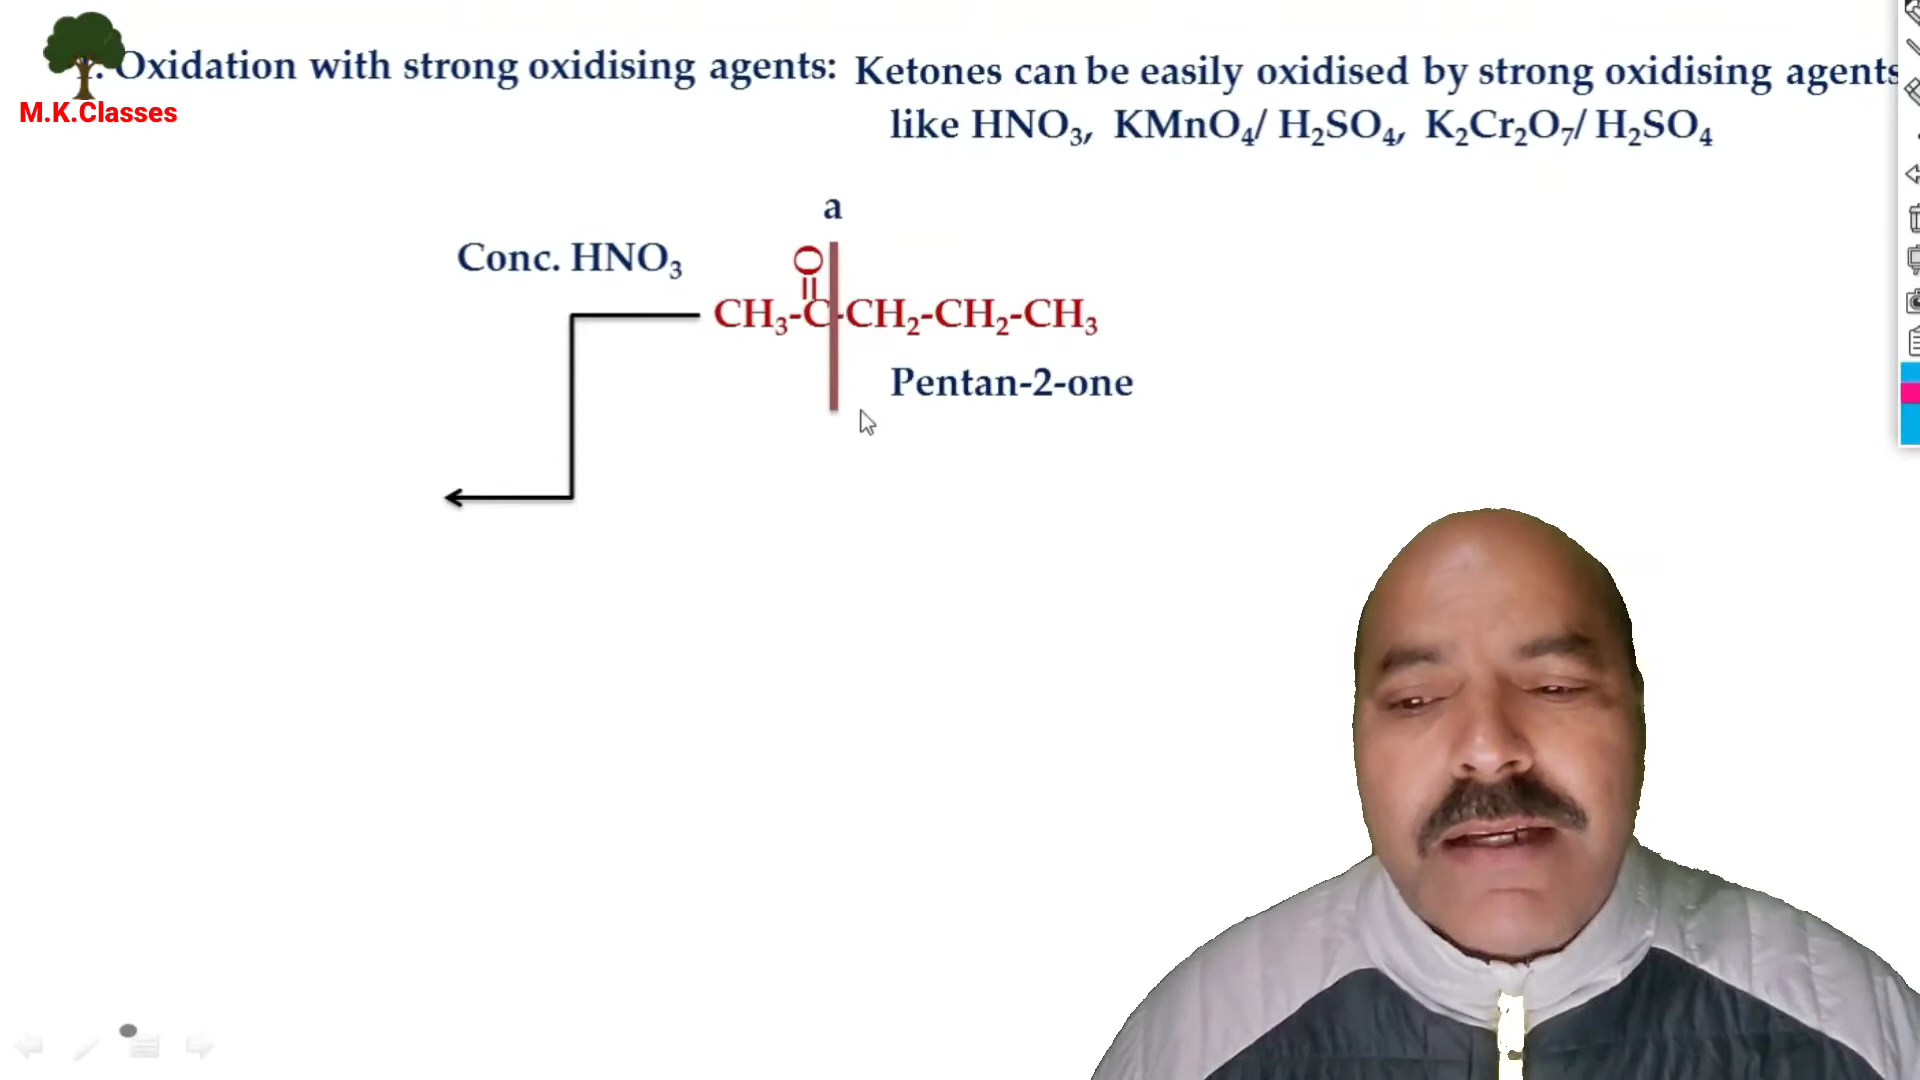 . Oxidation with strong oxidising agents: Ketones can be easily oxidised by strong oxidising agents
M.K.Classes
like HNO₃, KMnO₄/ H₂SO₄, K₂Cr₂O₇/ H₂SO₄
a
Conc. HNO₃
O
CH₃-C-CH₂-CH₂-CH₃
Pentan-2-one